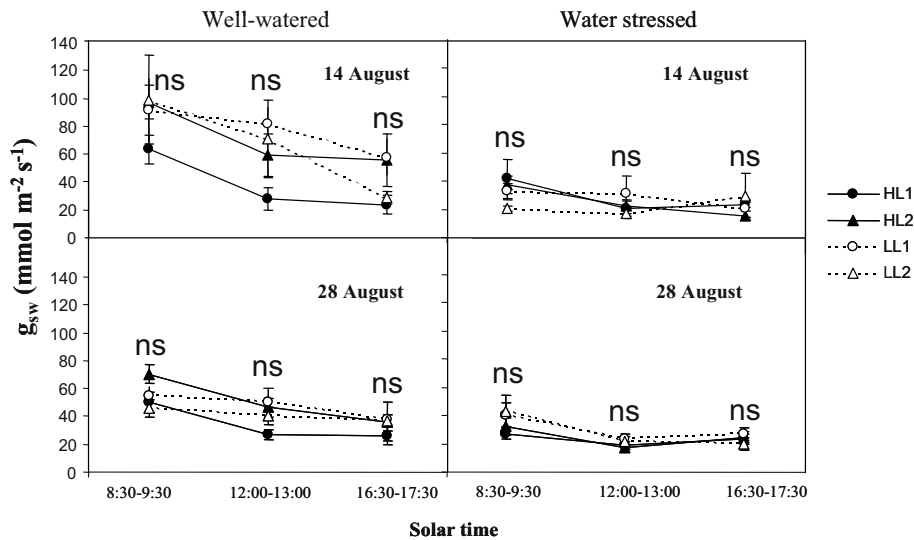 Well-watered
Water stressed
140
120
100
80
60
40
20
0
ns
ns
ns
14 August
ns
ns
ns
14 August
140
120
100
80
60
40
20
0
ns
ns
ns
28 August
ns
ns
ns
28 August
g_sw (mmol m⁻² s⁻¹)
HL1
HL2
LL1
LL2
8:30-9:30
12:00-13:00
16:30-17:30
8:30-9:30
12:00-13:00
16:30-17:30
Solar time